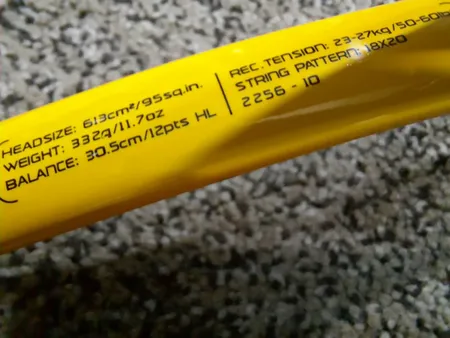 HEADSIZE: 613cm²/95sq.in.
WEIGHT: 332g/11.7oz
BALANCE: 30.5cm/12pts HL
REC. TENSION: 23-27kg/50-60lb
STRING PATTERN: 18X20
2256 - 10